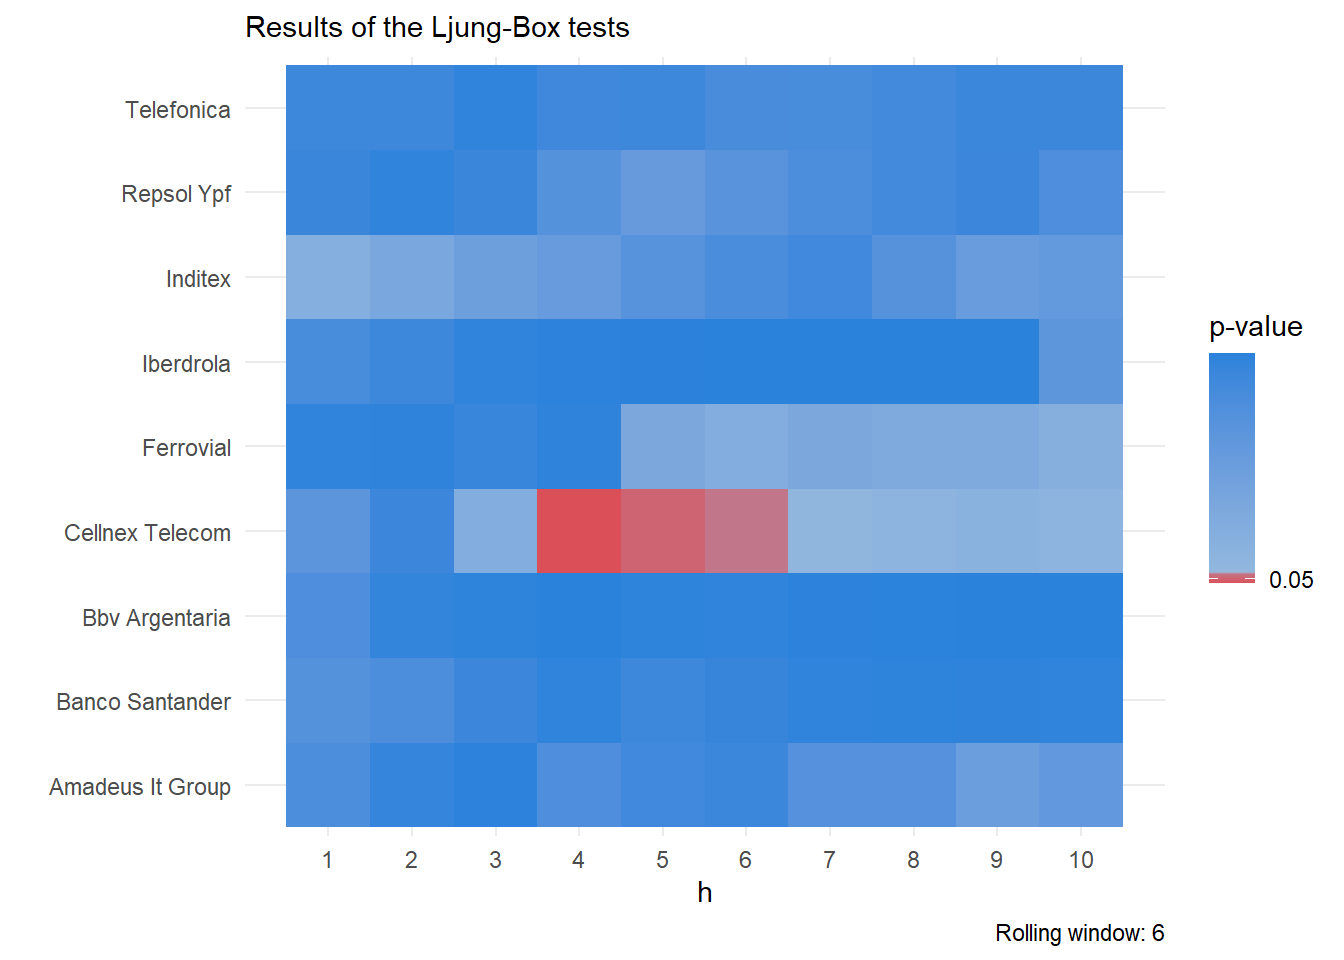 Results of the Ljung-Box tests
Telefonica
Repsol Ypf
Inditex
Iberdrola
Ferrovial
Cellnex Telecom
Bbv Argentaria
Banco Santander
Amadeus It Group
1 2 3 4 5 6 7 8 9 10
h
p-value
0.05
Rolling window: 6